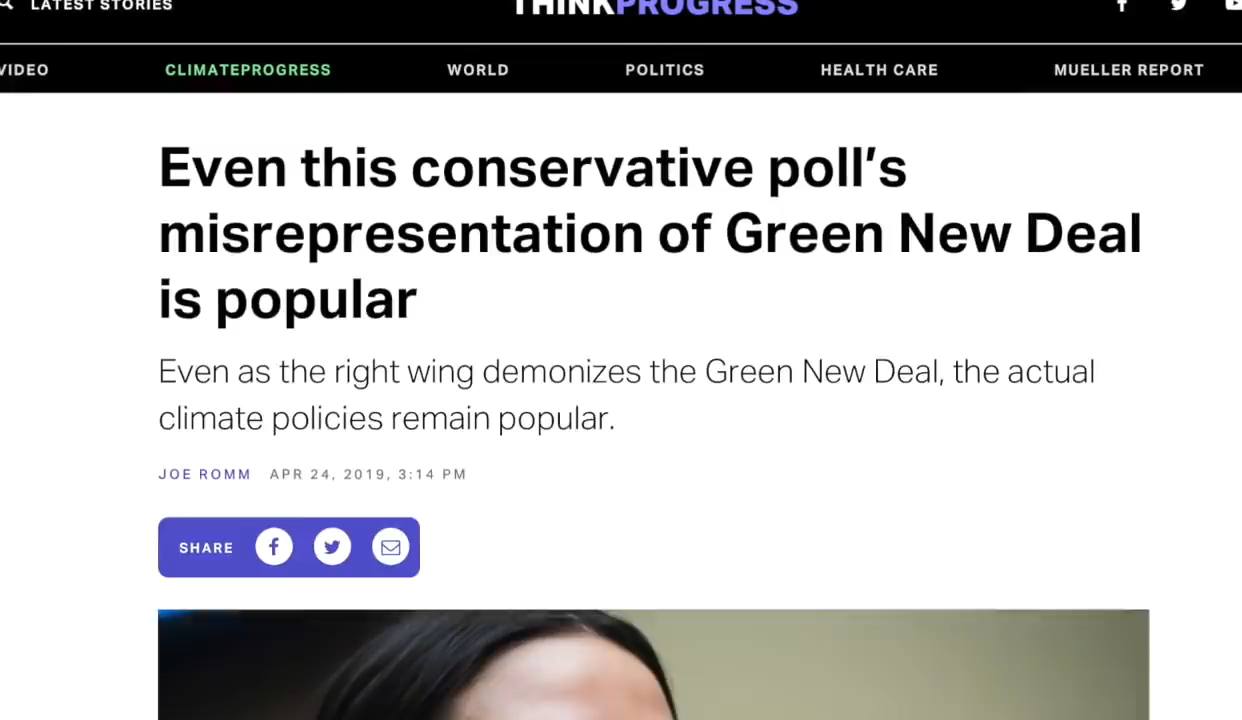 LATEST STORIES
THINKPROGRESS
VIDEO
CLIMATEPROGRESS
WORLD
POLITICS
HEALTH CARE
MUELLER REPORT
Even this conservative poll's
misrepresentation of Green New Deal
is popular
Even as the right wing demonizes the Green New Deal, the actual
climate policies remain popular.
JOE ROMM APR 24, 2019, 3:14 PM
SHARE